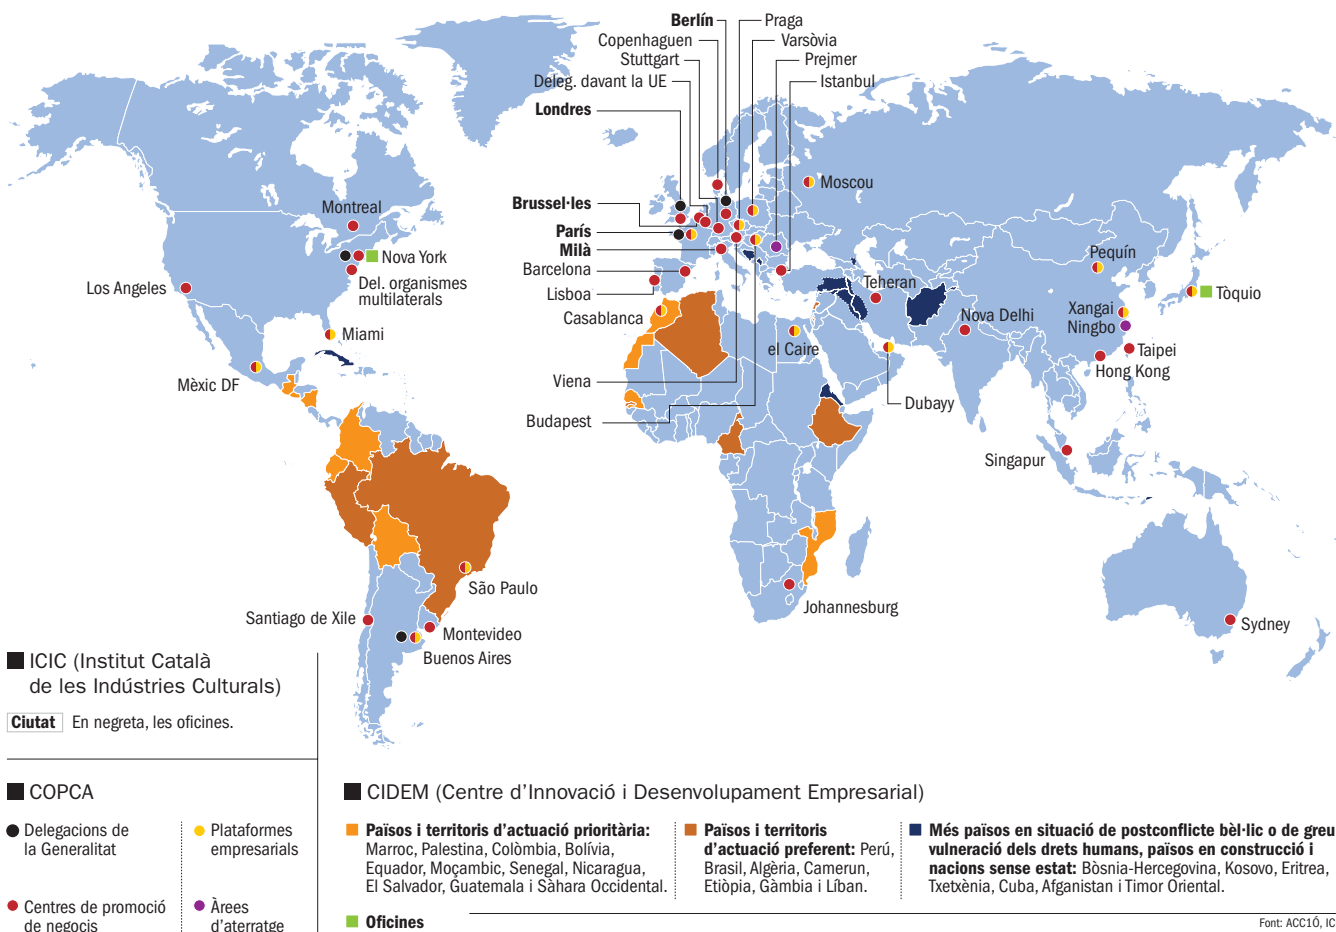 Berlín
Praga
Copenhaguen
Varsòvia
Stuttgart
Prejmer
Deleg. davant la UE
Istanbul
Londres
Moscou
Brussel·les
Montreal
París
Milà
Nova York
Pequín
Barcelona
Del. organismes
multilaterals
Los Angeles
Teheran
Lisboa
Tòquio
Casablanca
Nova Delhi
Xangai
Ningbo
Miami
el Caire
Taipei
Hong Kong
Mèxic DF
Viena
Dubayy
Budapest
Singapur
São Paulo
Johannesburg
Santiago de Xile
Montevideo
Sydney
Buenos Aires
ICIC (Institut Català
de les Indústries Culturals)
Ciutat En negreta, les oficines.
COPCA
Delegacions de
la Generalitat
Plataformes
empresarials
Centres de promoció
de negocis
Àrees
d'aterratge
CIDEM (Centre d'Innovació i Desenvolupament Empresarial)
Països i territoris d'actuació prioritària:
Marroc, Palestina, Colòmbia, Bolívia,
Equador, Moçambic, Senegal, Nicaragua,
El Salvador, Guatemala i Sàhara Occidental.
Països i territoris
d'actuació preferent: Perú,
Brasil, Algèria, Camerun,
Etiòpia, Gàmbia i Líban.
Més països en situació de postconflicte bèl·lic o de greu
vulneració dels drets humans, països en construcció i
nacions sense estat: Bòsnia-Hercegovina, Kosovo, Eritrea,
Txetxènia, Cuba, Afganistan i Timor Oriental.
Oficines
Font: ACC1Ó, IC